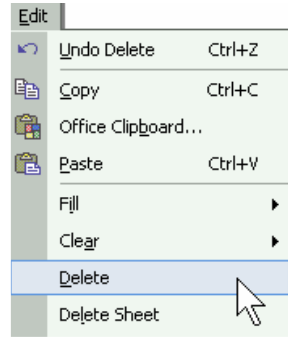 Edit
Undo Delete Ctrl+Z
Copy Ctrl+C
Office Clipboard...
Paste Ctrl+V
Fill
Clear
Delete
Delete Sheet